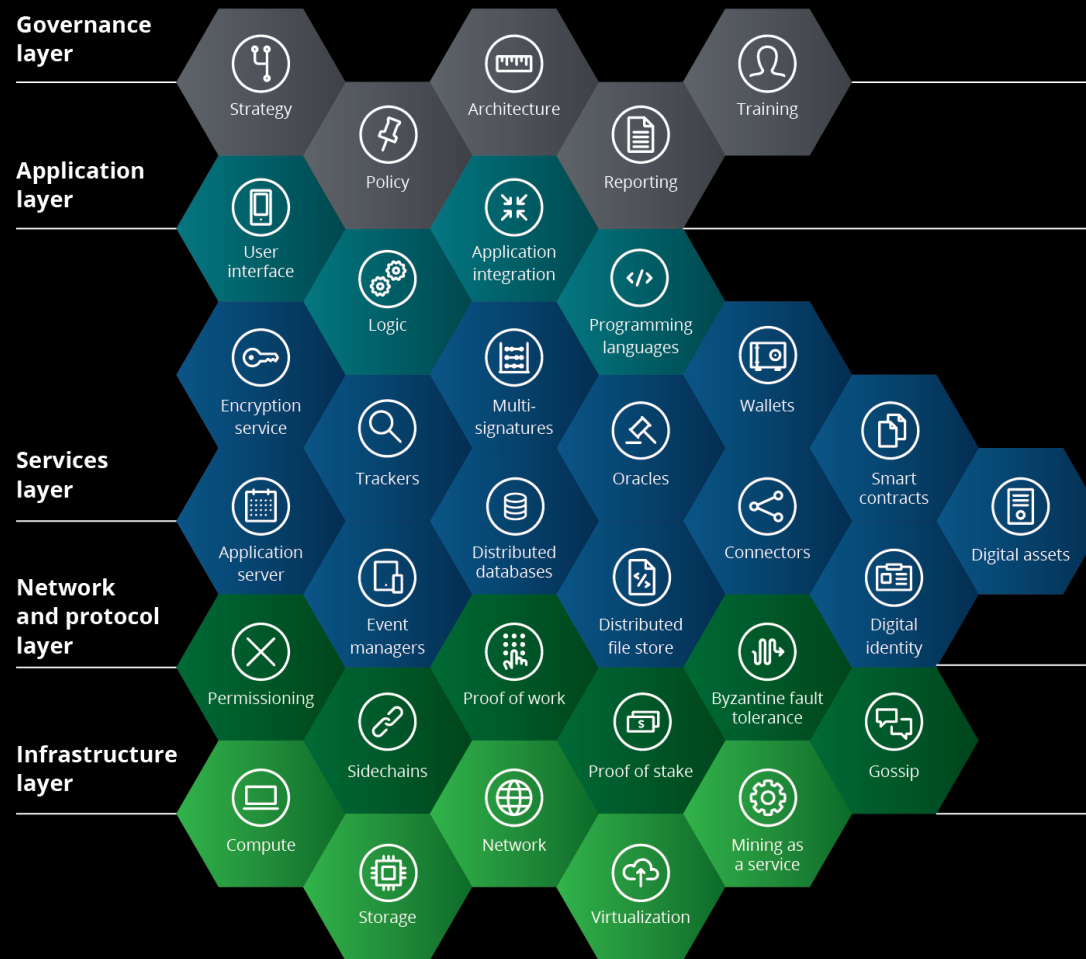 Governance
layer
Strategy
Architecture
Training
Policy
Reporting
Application
layer
User
interface
Application
integration
Logic
Programming
languages
Services
layer
Encryption
service
Multi-
signatures
Wallets
Trackers
Oracles
Smart
contracts
Application
server
Distributed
databases
Connectors
Digital assets
Event
managers
Distributed
file store
Digital
identity
Network
and protocol
layer
Permissioning
Proof of work
Byzantine fault
tolerance
Sidechains
Proof of stake
Gossip
Infrastructure
layer
Compute
Network
Mining as
a service
Storage
Virtualization